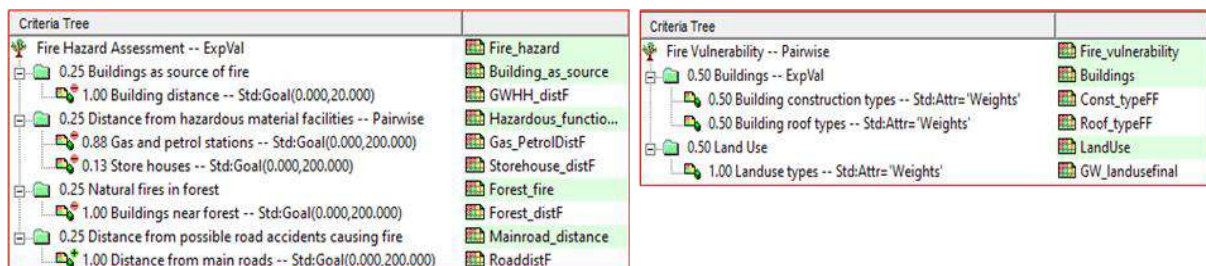 Criteria Tree
Fire Hazard Assessment -- ExpVal Fire_hazard
0.25 Buildings as source of fire Building_as_source
1.00 Building distance -- Std:Goal(0.000,20.000) GWHH_distF
0.25 Distance from hazardous material facilities -- Pairwise Hazardous_functio...
0.88 Gas and petrol stations -- Std:Goal(0.000,200.000) Gas_PetrolDistF
0.13 Store houses -- Std:Goal(0.000,200.000) Storehouse_distF
0.25 Natural fires in forest Forest_fire
1.00 Buildings near forest -- Std:Goal(0.000,200.000) Forest_distF
0.25 Distance from possible road accidents causing fire Mainroad_distance
1.00 Distance from main roads -- Std:Goal(0.000,200.000) RoaddistF
Criteria Tree
Fire Vulnerability -- Pairwise Fire_vulnerability
0.50 Buildings -- ExpVal Buildings
0.50 Building construction types -- Std:Attr='Weights' Const_typeFF
0.50 Building roof types -- Std:Attr='Weights' Roof_typeFF
0.50 Land Use LandUse
1.00 Landuse types -- Std:Attr='Weights' GW_landusefinal